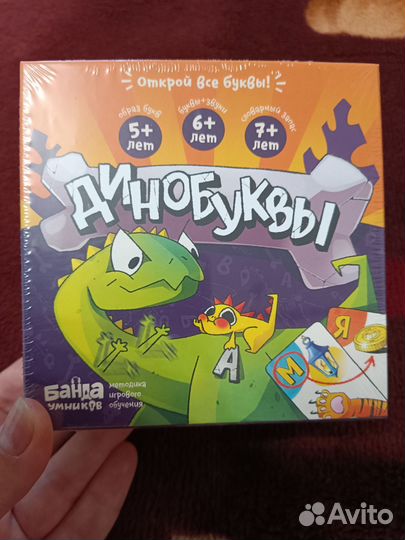 Открой все буквы!
образ букв
5+
лет
буквы+звуки
6+
лет
словарный запас
7+
лет
ДИНОБУКВЫ
А
М
Я
БАНДА
УМНИКОВ
методика
игрового
обучения
Avito